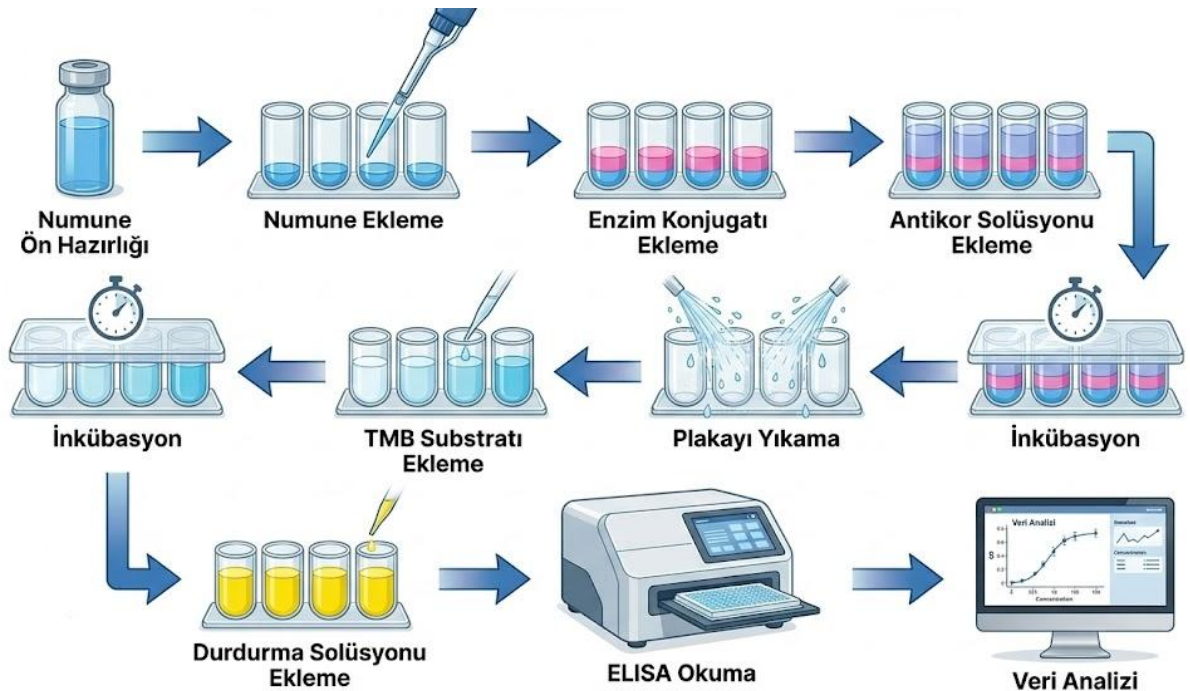 Numune
Ön Hazırlığı
Numune Ekleme
Enzim Konjugatı
Ekleme
Antikor Solüsyonu
Ekleme
İnkübasyon
Plakayı Yıkama
TMB Substratı
Ekleme
İnkübasyon
Durdurma Solüsyonu
Ekleme
ELISA Okuma
Veri Analizi
Veri Analizi